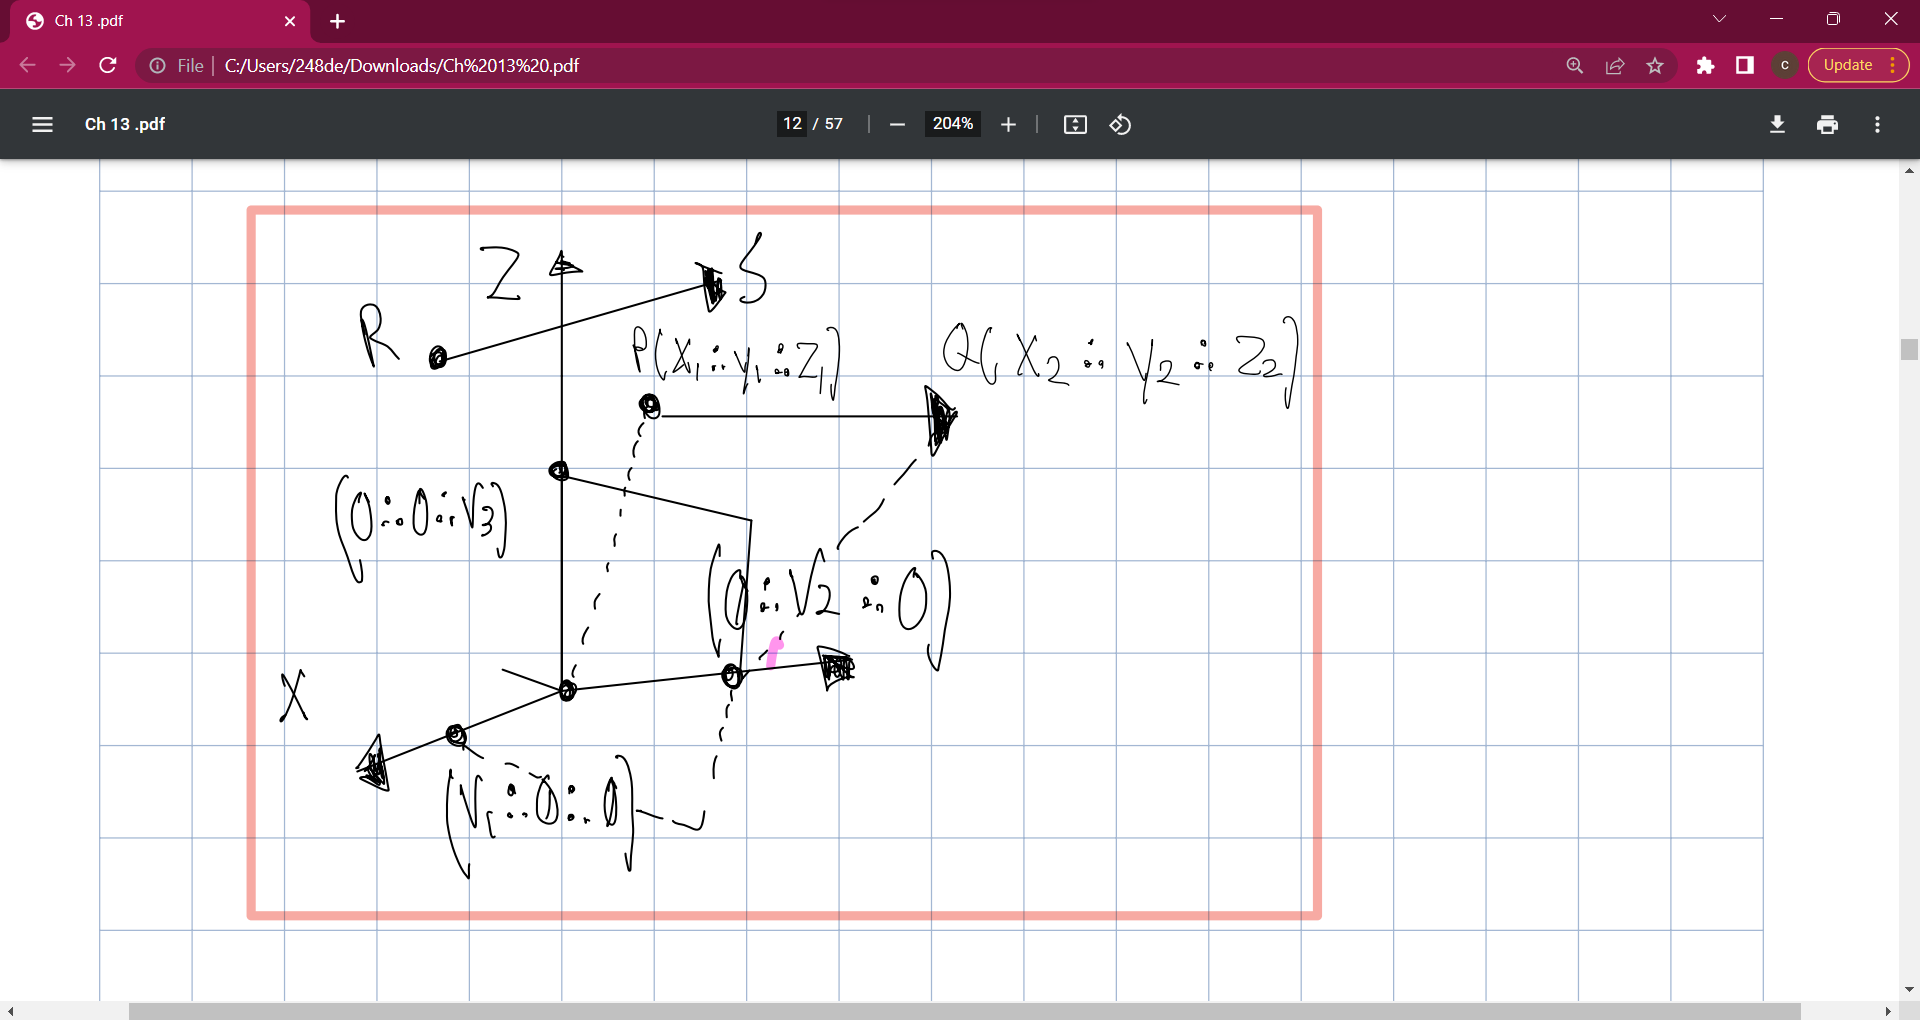 Ch 13 .pdf
File | C:/Users/248de/Downloads/Ch%2013%20.pdf
C
Update
Ch 13 .pdf
12 / 57
204%
Z
S
R
P(X1 ; Y1 ; Z1)
Q(X2 ; Y2 ; Z2)
(0 ; 0 ; V3)
(0 ; V2 ; 0)
X
(V1 ; 0 ; 0)